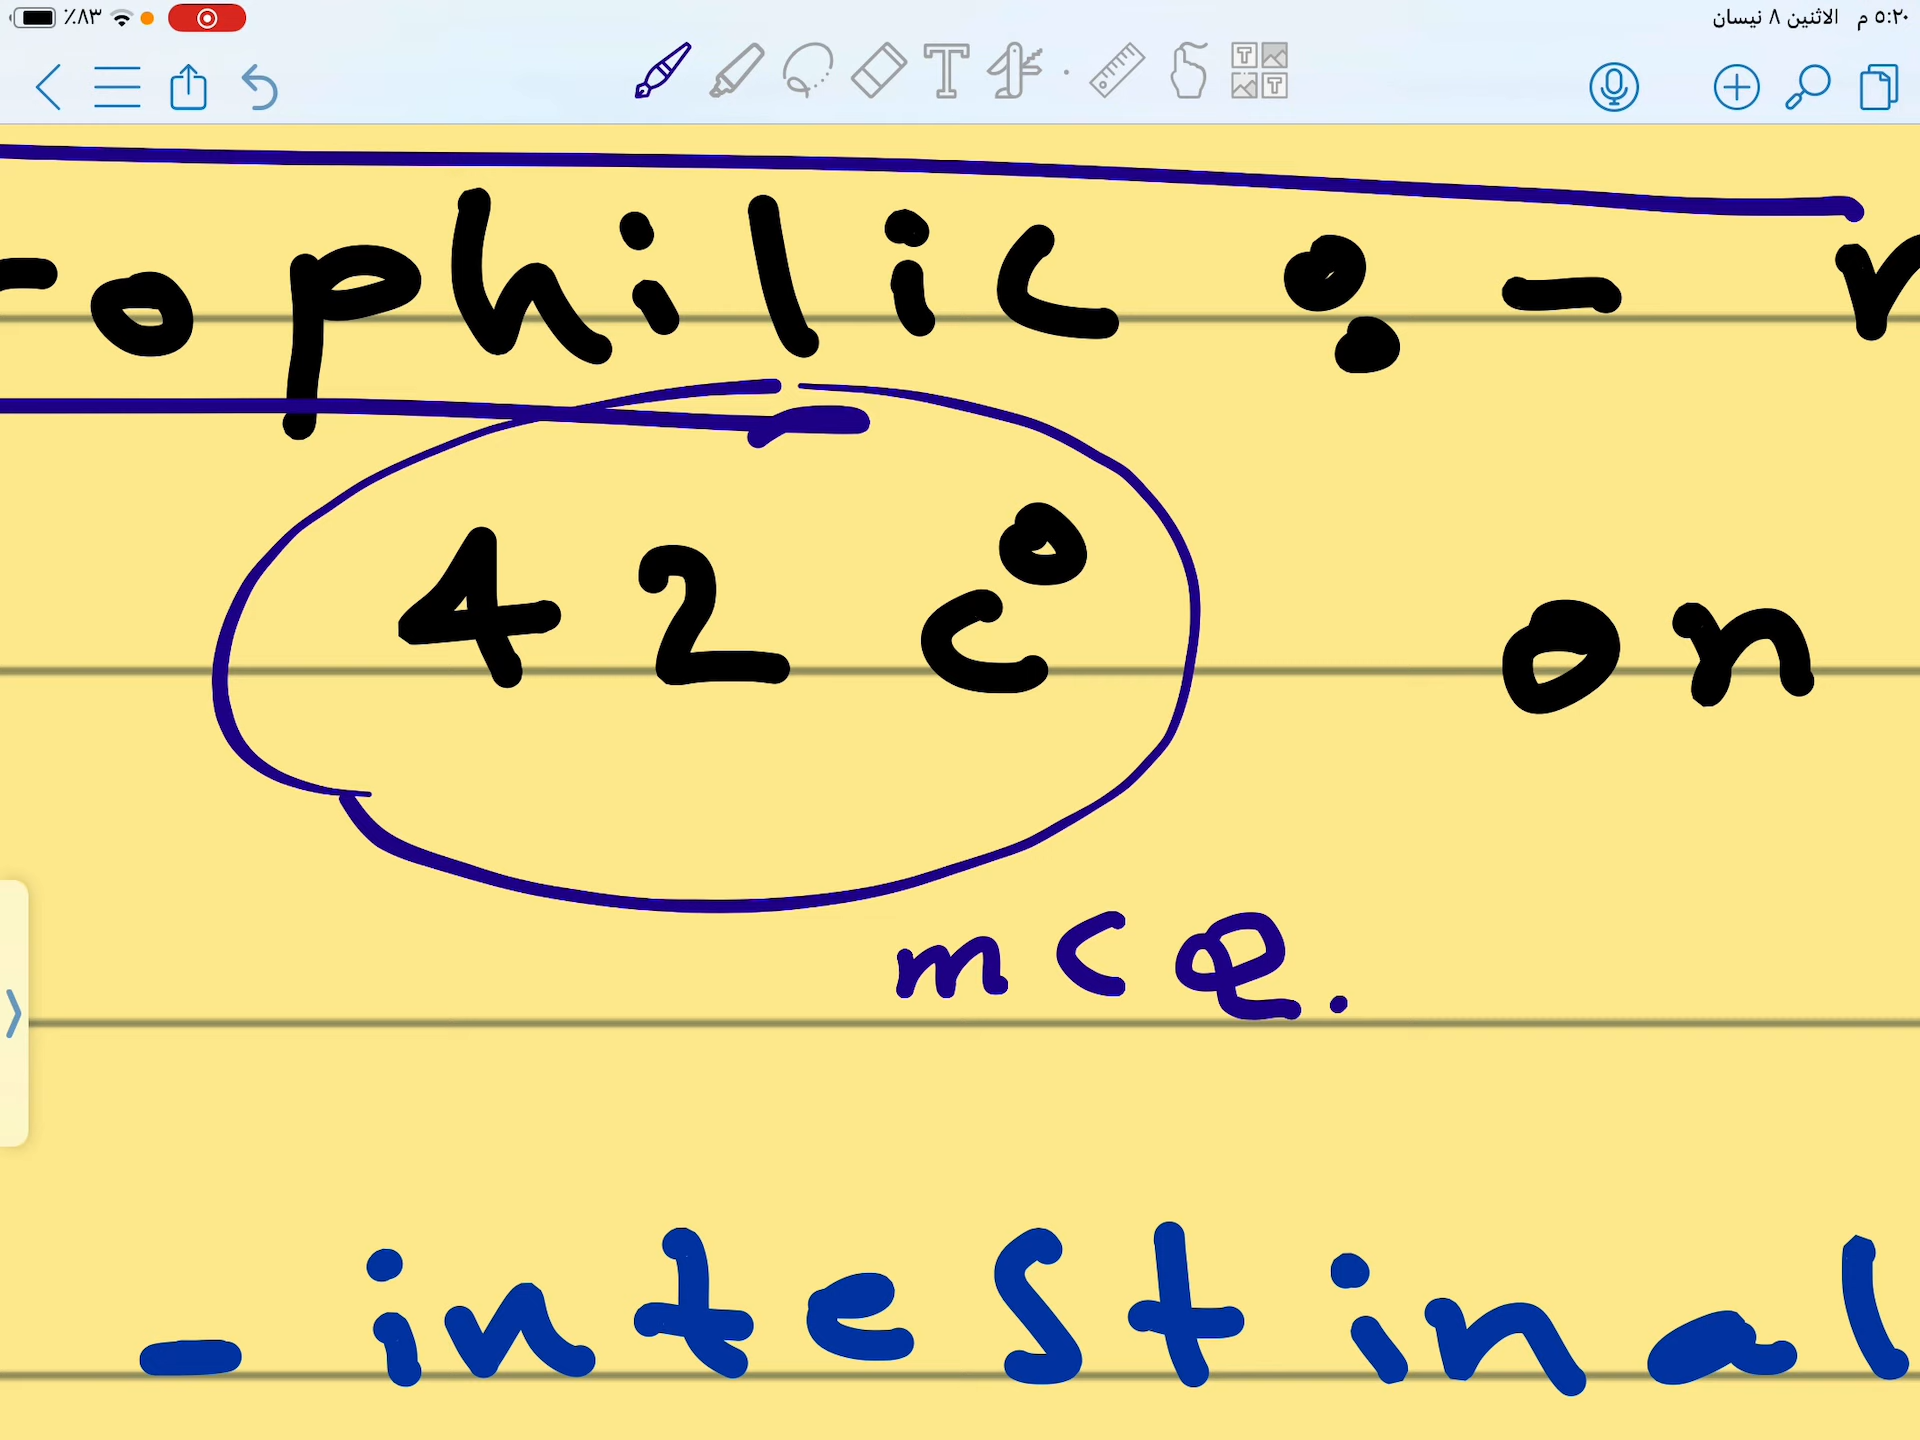 ٪٨٣ ٥:٢٠ م الاثنين ٨ نيسان
rophilic :-
42 c° on
mcQ.
- intestinal